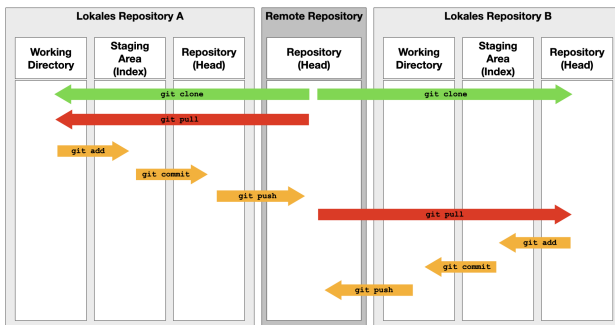 Lokales Repository A
Remote Repository
Lokales Repository B
Working
Directory
Staging
Area
(Index)
Repository
(Head)
Repository
(Head)
Working
Directory
Staging
Area
(Index)
Repository
(Head)
git clone
git clone
git pull
git add
git commit
git push
git pull
git add
git commit
git push